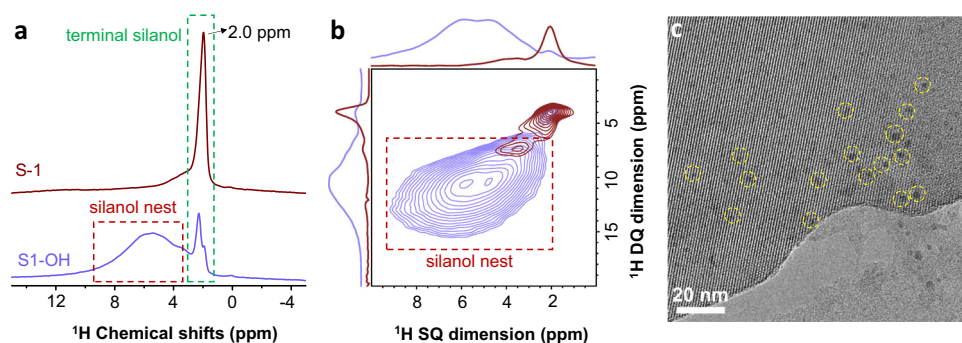 a
terminal silanol
2.0 ppm
S-1
silanol nest
S1-OH
12
8
4
0
-4
¹H Chemical shifts (ppm)
b
5
10
15
¹H DQ dimension (ppm)
silanol nest
10
8
6
4
2
¹H SQ dimension (ppm)
c
20 nm